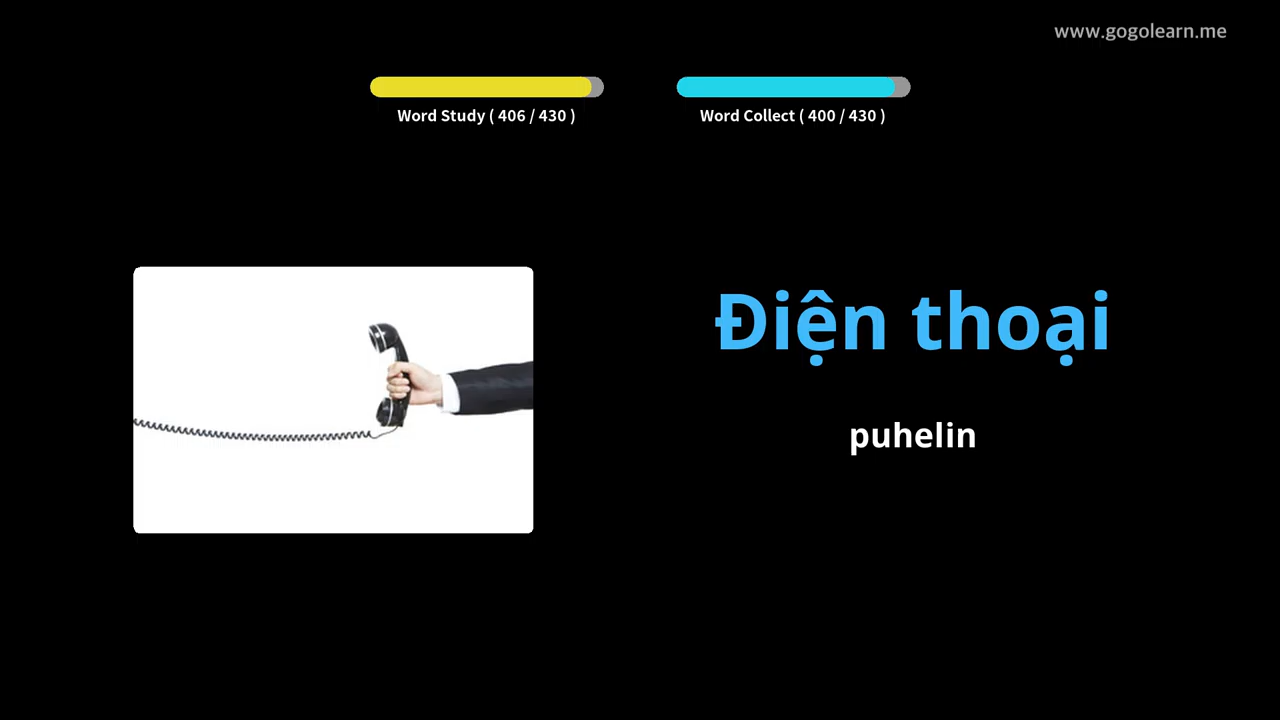 www.gogolearn.me
Word Study ( 406 / 430 )
Word Collect ( 400 / 430 )
Điện thoại
puhelin